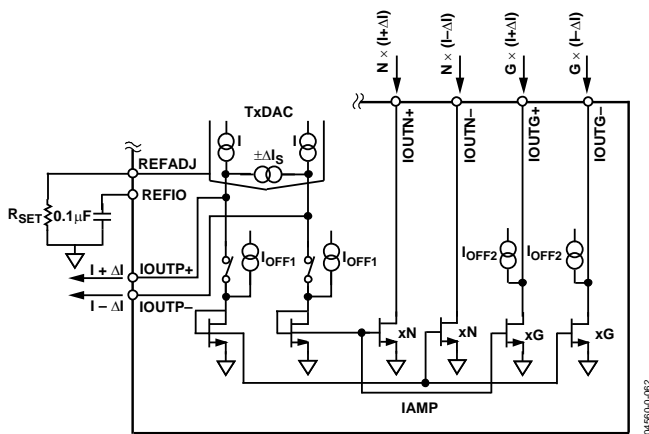 N × (I+ΔI)
N × (I–ΔI)
G × (I+ΔI)
G × (I–ΔI)
TxDAC
IOUTN+
IOUTN–
IOUTG+
IOUTG–
I
I
±ΔIS
REFADJ
REFIO
RSET
0.1µF
I + ΔI
IOUTP+
I – ΔI
IOUTP–
IOFF1
IOFF1
IOFF2
IOFF2
xN
xN
xG
xG
IAMP
04560-0-062